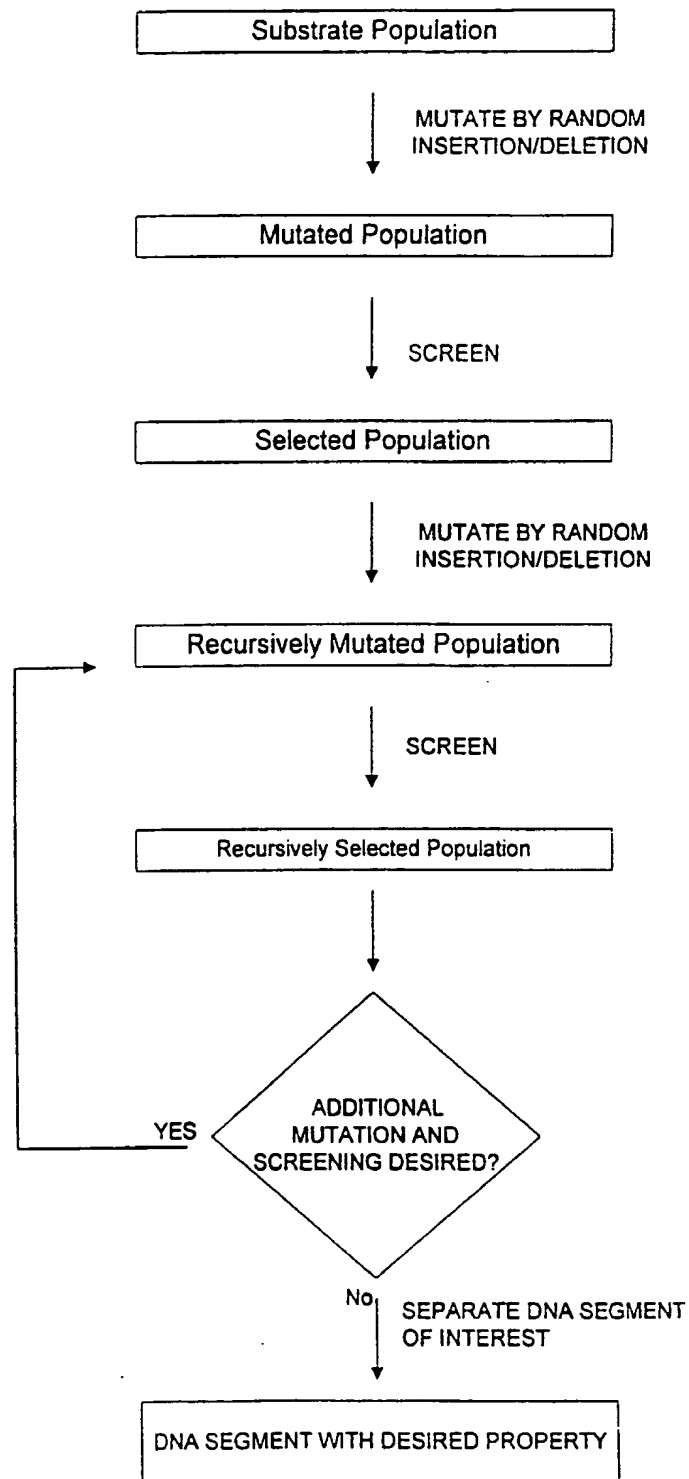 Substrate Population
MUTATE BY RANDOM
INSERTION/DELETION
Mutated Population
SCREEN
Selected Population
MUTATE BY RANDOM
INSERTION/DELETION
Recursively Mutated Population
SCREEN
Recursively Selected Population
ADDITIONAL
MUTATION AND
SCREENING DESIRED?
YES
No
SEPARATE DNA SEGMENT
OF INTEREST
DNA SEGMENT WITH DESIRED PROPERTY